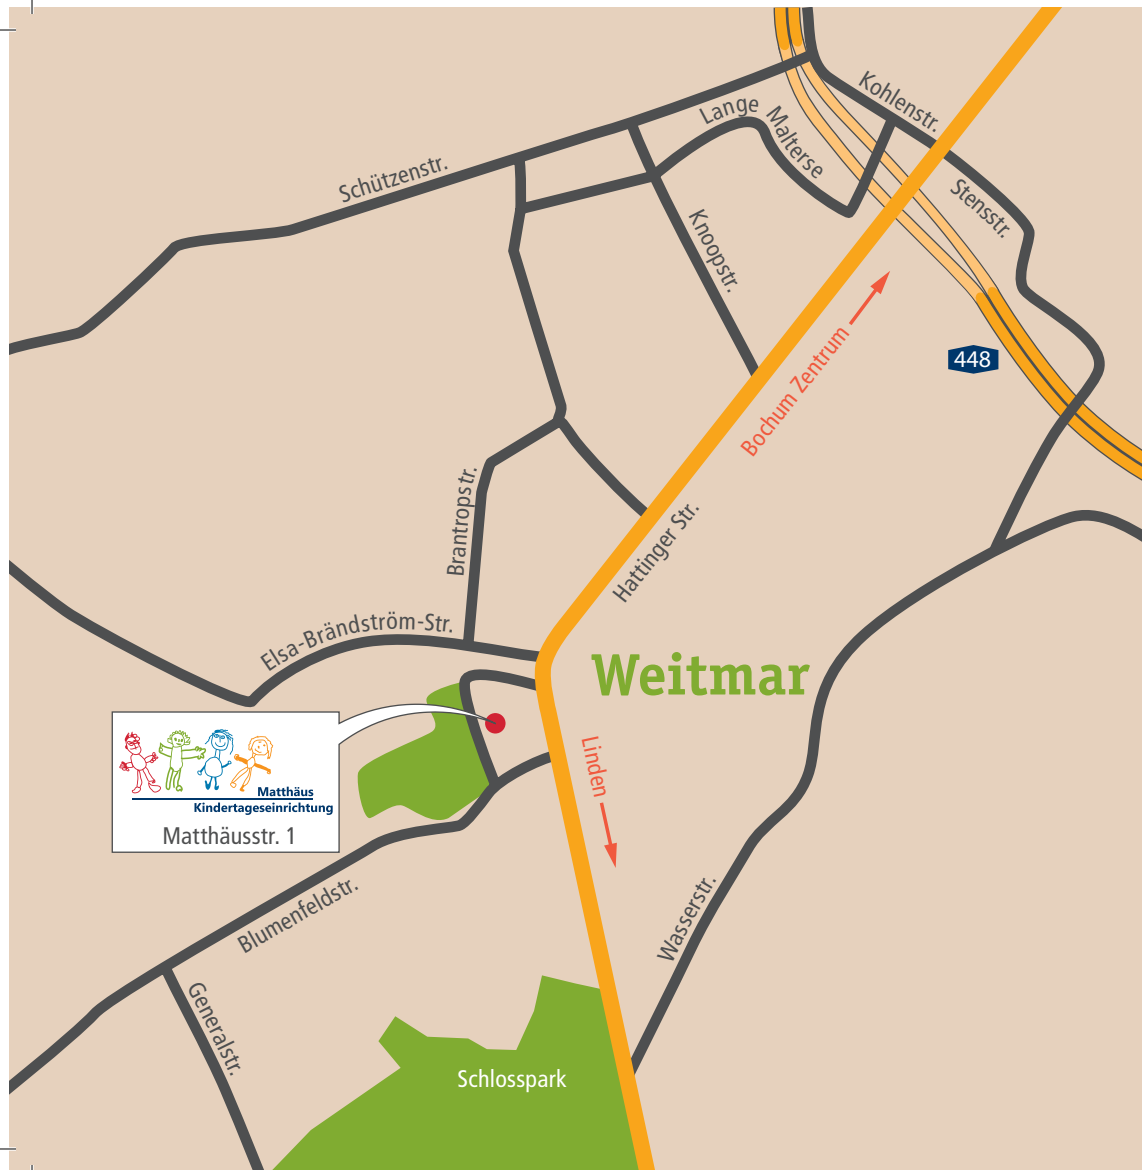 Kohlenstr.
Lange
Malterse
Schützenstr.
Stensstr.
Knoopstr.
448
Bochum Zentrum
Brantropstr.
Hattinger Str.
Elsa-Brändström-Str.
Weitmar
Linden
Matthäus
Kindertageseinrichtung
Matthäusstr. 1
Blumenfeldstr.
Wasserstr.
Generalstr.
Schlosspark